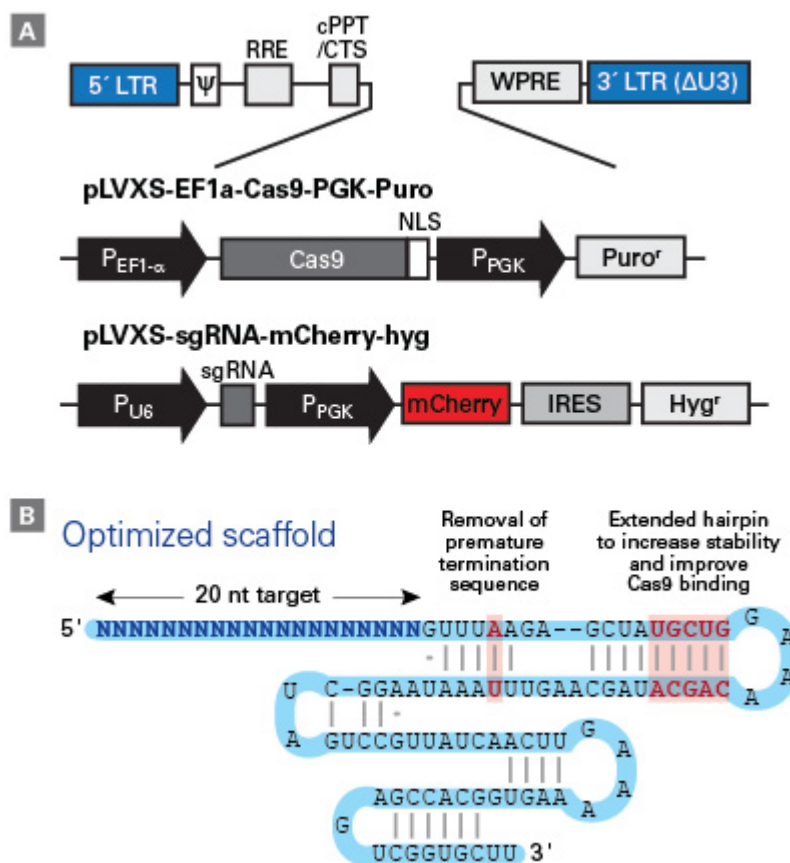 A
RRE
cPPT
/CTS
5´ LTR
Ψ
WPRE
3´ LTR (ΔU3)
pLVXS-EF1a-Cas9-PGK-Puro
NLS
PEF1-α
Cas9
PPGK
Puroʳ
pLVXS-sgRNA-mCherry-hyg
sgRNA
PU6
PPGK
mCherry
IRES
Hygʳ
B
Optimized scaffold
Removal of
premature
termination
sequence
Extended hairpin
to increase stability
and improve
Cas9 binding
20 nt target
5' NNNNNNNNNNNNNNNNNNNNGUUUAAGA--GCUAUGCUG
G
A
A
A
U C-GGAAUAAAUUUGAACGAUACGAC
A GUCCGUUAUCAACUU
G
A
A
A
AGCCACGGUGAA
G
UCGGUGCUU 3'